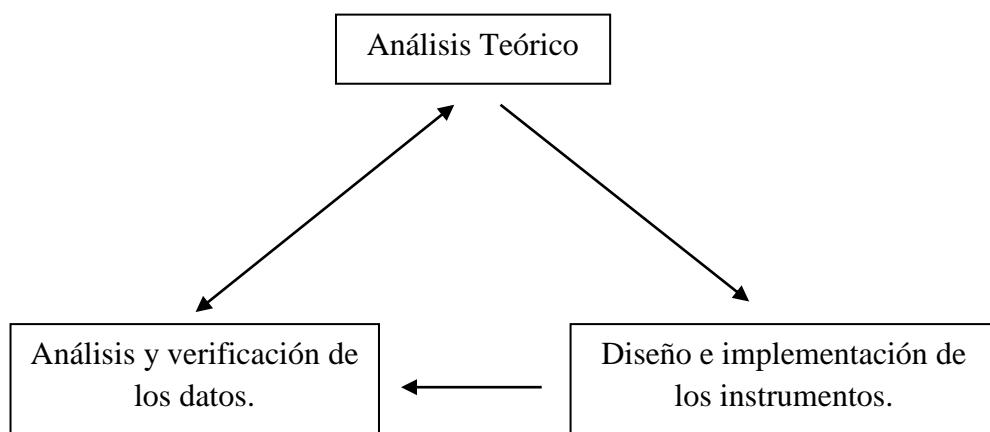 Análisis Teórico
Análisis y verificación de
los datos.
Diseño e implementación de
los instrumentos.